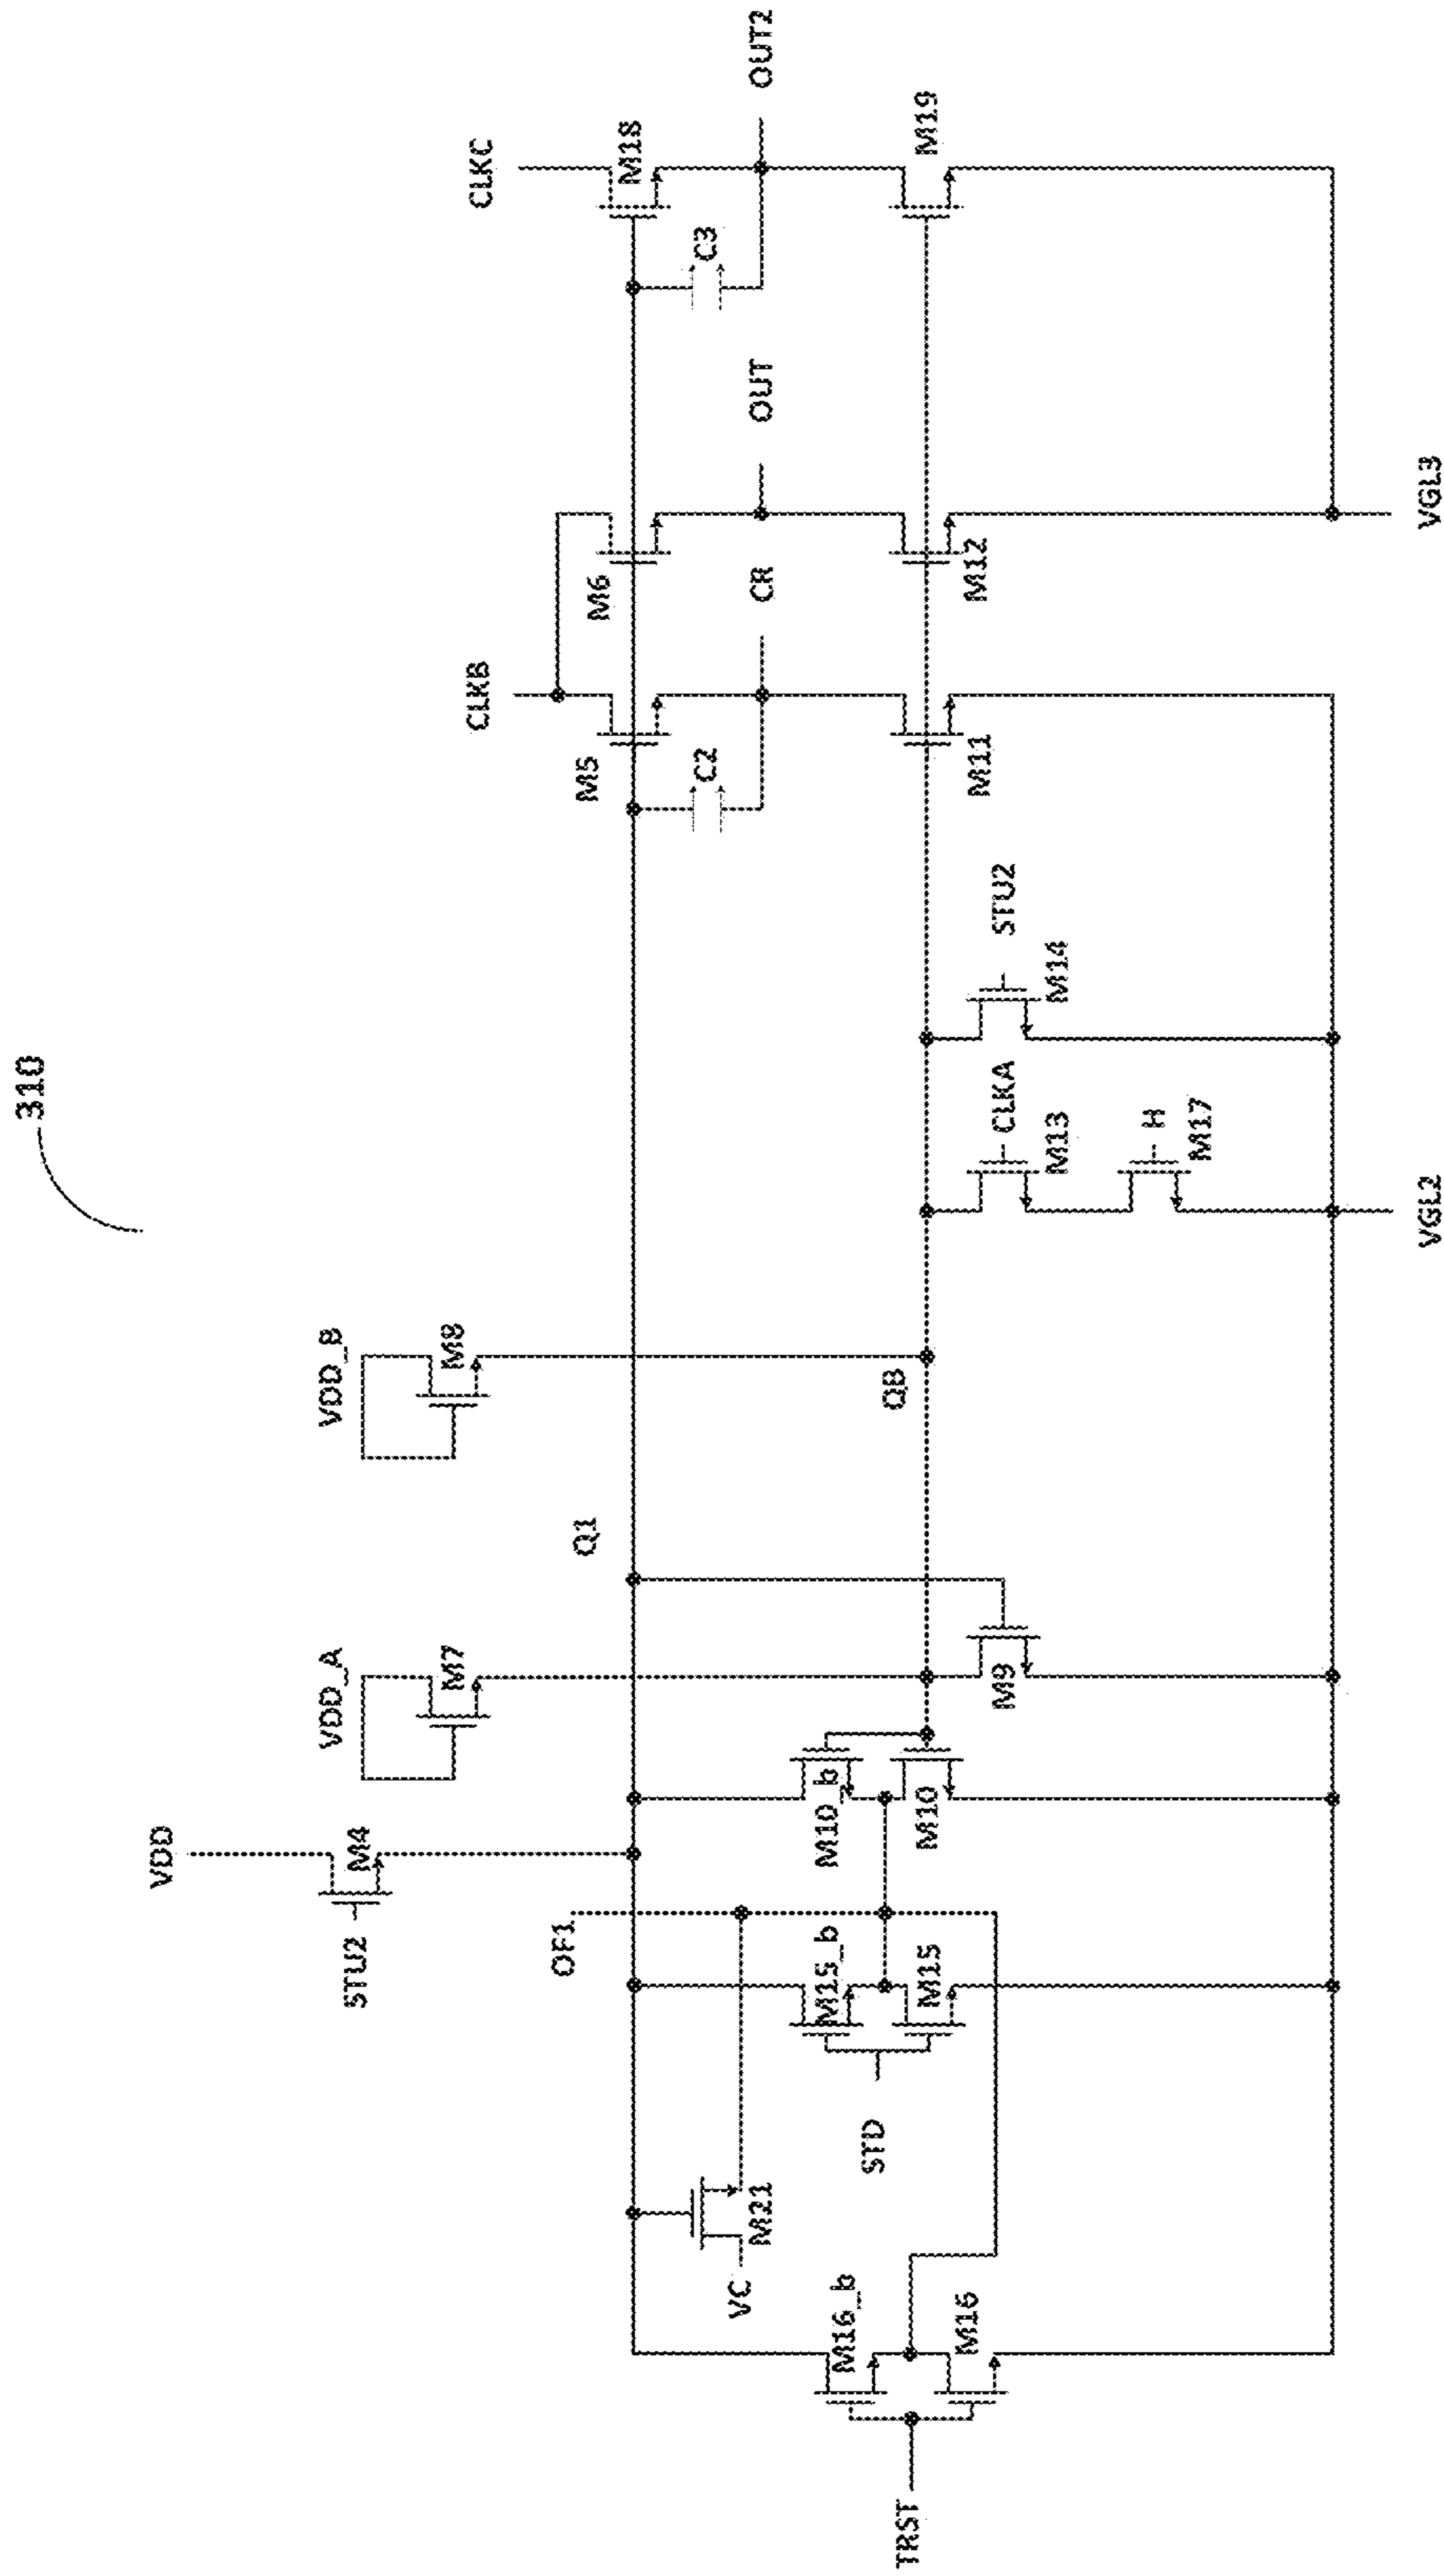 310
VDD
STU2
M4
VDD_A
M7
VDD_B
M8
CLKB
CLKC
OF1
Q1
M5
M6
M18
C2
C3
VC
M21
CR
OUT
OUT2
M16_b
M15_b
M10_b
STD
QB
TRST
M16
M15
M10
M9
CLKA
M13
STU2
M14
M11
M12
M19
H
M17
VGL2
VGL3